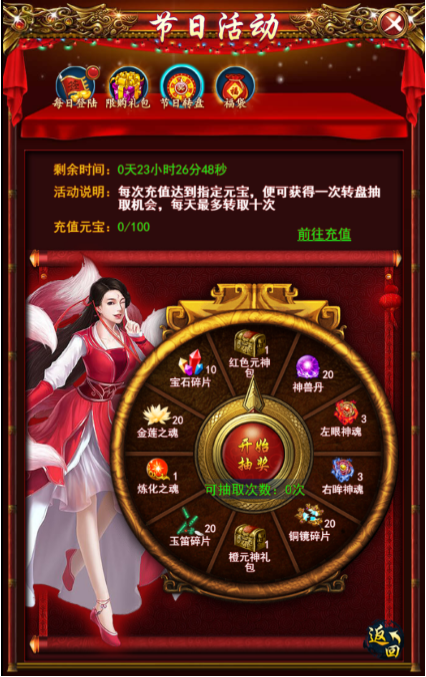 节日活动
每日登陆 限购礼包 节日转盘 福袋
剩余时间：0天23小时26分48秒
活动说明：每次充值达到指定元宝，便可获得一次转盘抽
取机会，每天最多转取十次
充值元宝：0/100
前往充值
1
红色元神
包
10
宝石碎片
20
神兽丹
20
金莲之魂
3
左眼神魂
开始
抽奖
1
炼化之魂
3
右眸神魂
可抽取次数：0次
20
玉笛碎片
20
铜镜碎片
1
橙元神礼
包
返回